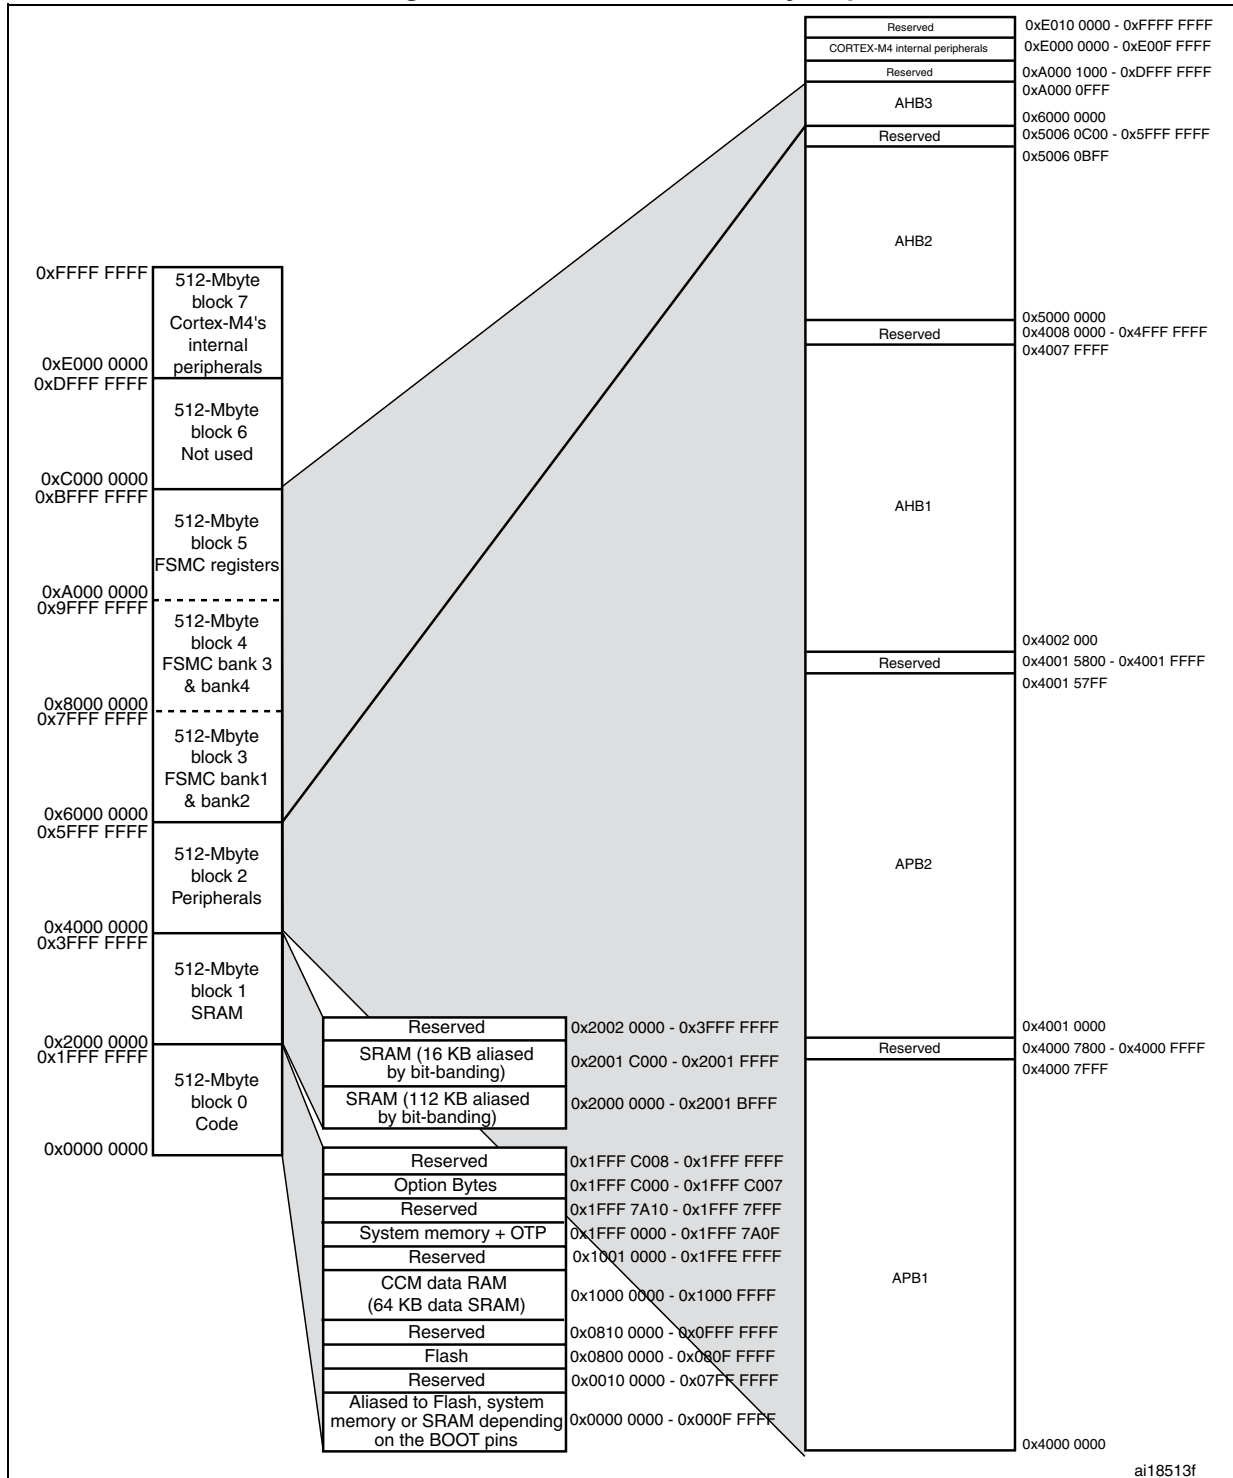 Reserved 0xE010 0000 - 0xFFFF FFFF
CORTEX-M4 internal peripherals 0xE000 0000 - 0xE00F FFFF
Reserved 0xA000 1000 - 0xDFFF FFFF
0xA000 0FFF
AHB3
0x6000 0000
Reserved 0x5006 0C00 - 0x5FFF FFFF
0x5006 0BFF
AHB2
0x5000 0000
Reserved 0x4008 0000 - 0x4FFF FFFF
0x4007 FFFF
AHB1
0x4002 000
Reserved 0x4001 5800 - 0x4001 FFFF
0x4001 57FF
APB2
0x4001 0000
Reserved 0x4000 7800 - 0x4000 FFFF
0x4000 7FFF
APB1
0x4000 0000
0xFFFF FFFF
512-Mbyte
block 7
Cortex-M4's
internal
peripherals
0xE000 0000
0xDFFF FFFF
512-Mbyte
block 6
Not used
0xC000 0000
0xBFFF FFFF
512-Mbyte
block 5
FSMC registers
0xA000 0000
0x9FFF FFFF
512-Mbyte
block 4
FSMC bank 3
& bank4
0x8000 0000
0x7FFF FFFF
512-Mbyte
block 3
FSMC bank1
& bank2
0x6000 0000
0x5FFF FFFF
512-Mbyte
block 2
Peripherals
0x4000 0000
0x3FFF FFFF
512-Mbyte
block 1
SRAM
0x2000 0000
0x1FFF FFFF
512-Mbyte
block 0
Code
0x0000 0000
Reserved 0x2002 0000 - 0x3FFF FFFF
SRAM (16 KB aliased
by bit-banding) 0x2001 C000 - 0x2001 FFFF
SRAM (112 KB aliased
by bit-banding) 0x2000 0000 - 0x2001 BFFF
Reserved 0x1FFF C008 - 0x1FFF FFFF
Option Bytes 0x1FFF C000 - 0x1FFF C007
Reserved 0x1FFF 7A10 - 0x1FFF 7FFF
System memory + OTP 0x1FFF 0000 - 0x1FFF 7A0F
Reserved 0x1001 0000 - 0x1FFE FFFF
CCM data RAM
(64 KB data SRAM) 0x1000 0000 - 0x1000 FFFF
Reserved 0x0810 0000 - 0x0FFF FFFF
Flash 0x0800 0000 - 0x080F FFFF
Reserved 0x0010 0000 - 0x07FF FFFF
Aliased to Flash, system
memory or SRAM depending 0x0000 0000 - 0x000F FFFF
on the BOOT pins
ai18513f